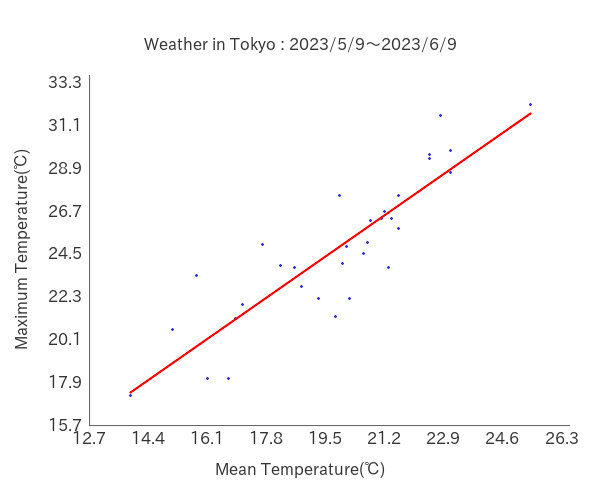 Weather in Tokyo : 2023/5/9～2023/6/9
Maximum Temperature(℃)
33.3
31.1
28.9
26.7
24.5
22.3
20.1
17.9
15.7
12.7 14.4 16.1 17.8 19.5 21.2 22.9 24.6 26.3
Mean Temperature(℃)